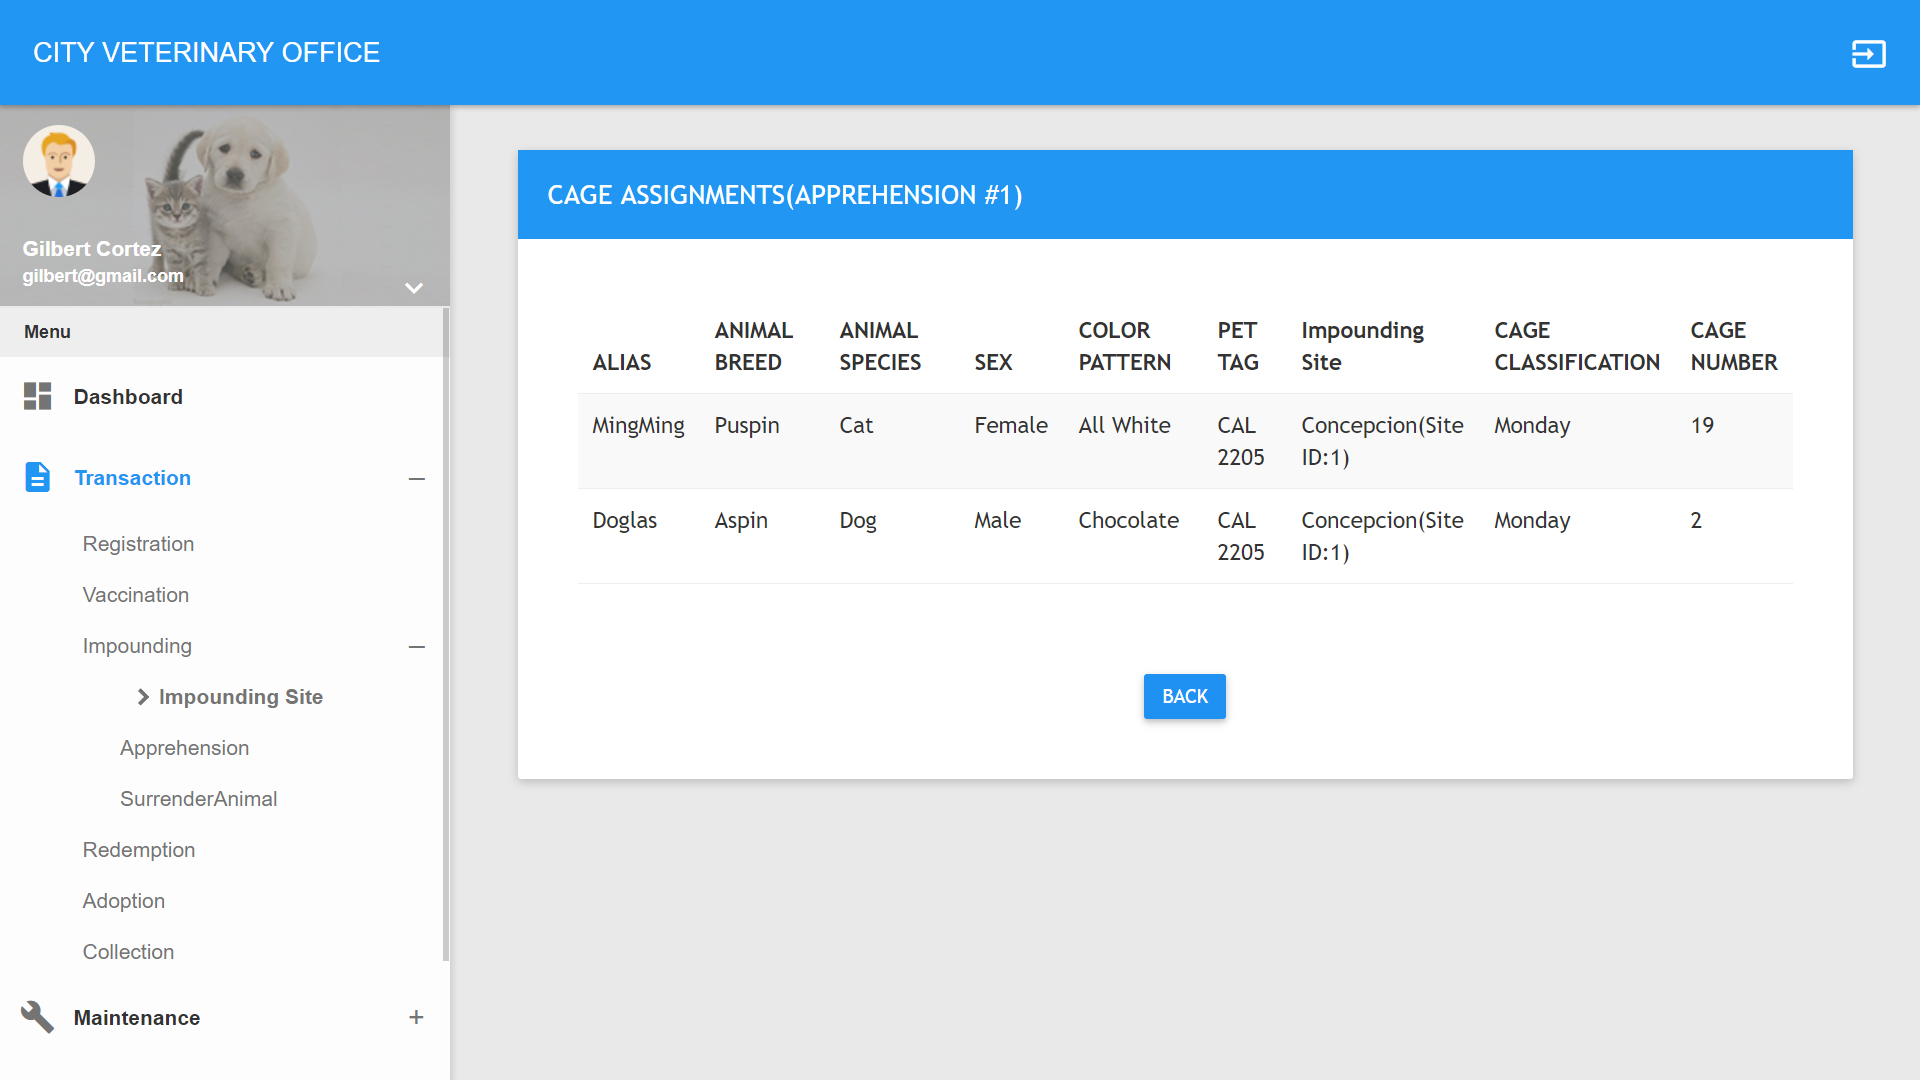 CITY VETERINARY OFFICE
Gilbert Cortez
gilbert@gmail.com
Menu
Dashboard
Transaction
Registration
Vaccination
Impounding
Impounding Site
Apprehension
SurrenderAnimal
Redemption
Adoption
Collection
Maintenance
CAGE ASSIGNMENTS(APPREHENSION #1)
ALIAS ANIMAL BREED ANIMAL SPECIES SEX COLOR PATTERN PET TAG Impounding Site CAGE CLASSIFICATION CAGE NUMBER
MingMing Puspin Cat Female All White CAL 2205 Concepcion(Site ID:1) Monday 19
Doglas Aspin Dog Male Chocolate CAL 2205 Concepcion(Site ID:1) Monday 2
BACK